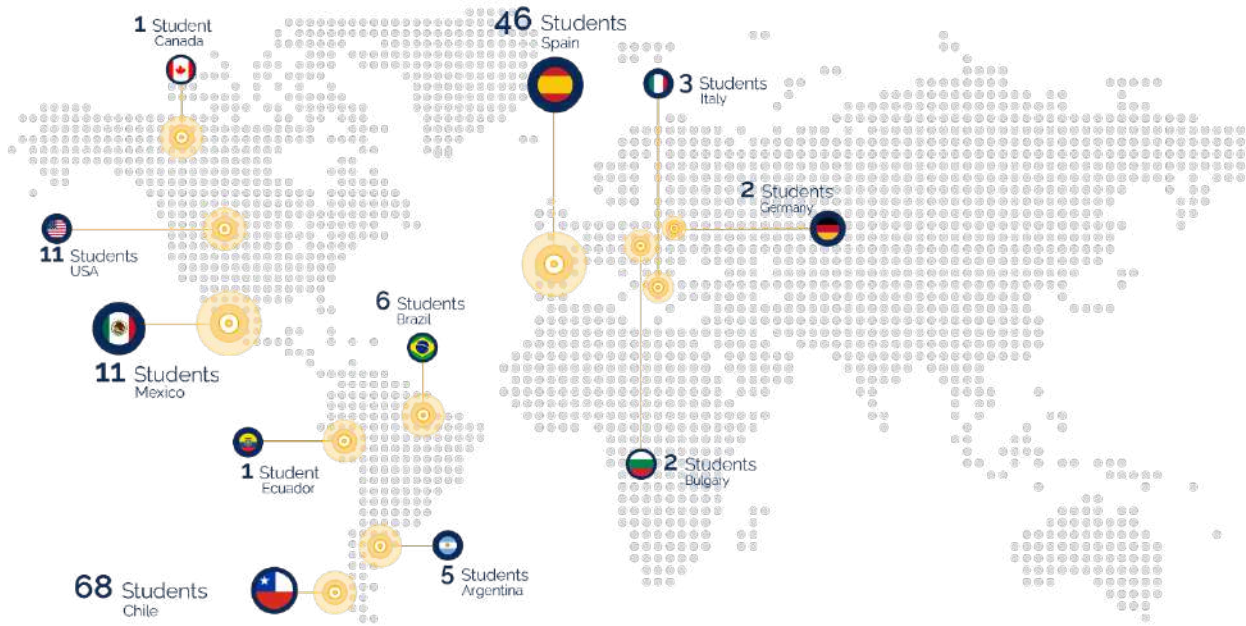 1 Student
Canada
46 Students
Spain
3 Students
Italy
2 Students
Germany
11 Students
USA
6 Students
Brazil
11 Students
Mexico
1 Student
Ecuador
2 Students
Bulgary
5 Students
Argentina
68 Students
Chile